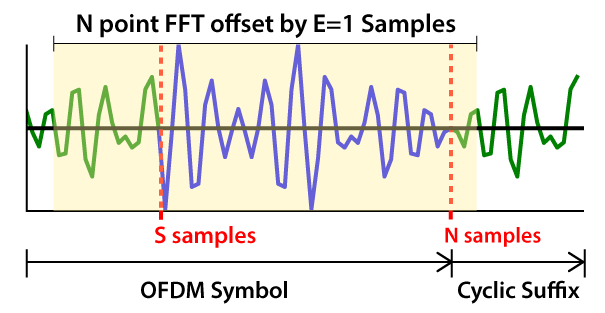 N point FFT offset by E=1 Samples
S samples
N samples
OFDM Symbol
Cyclic Suffix